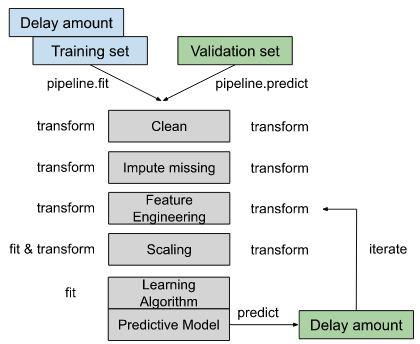 Delay amount
Training set
Validation set
pipeline.fit
pipeline.predict
transform
Clean
transform
transform
Impute missing
transform
transform
Feature
Engineering
transform
fit & transform
Scaling
transform
iterate
fit
Learning
Algorithm
Predictive Model
predict
Delay amount